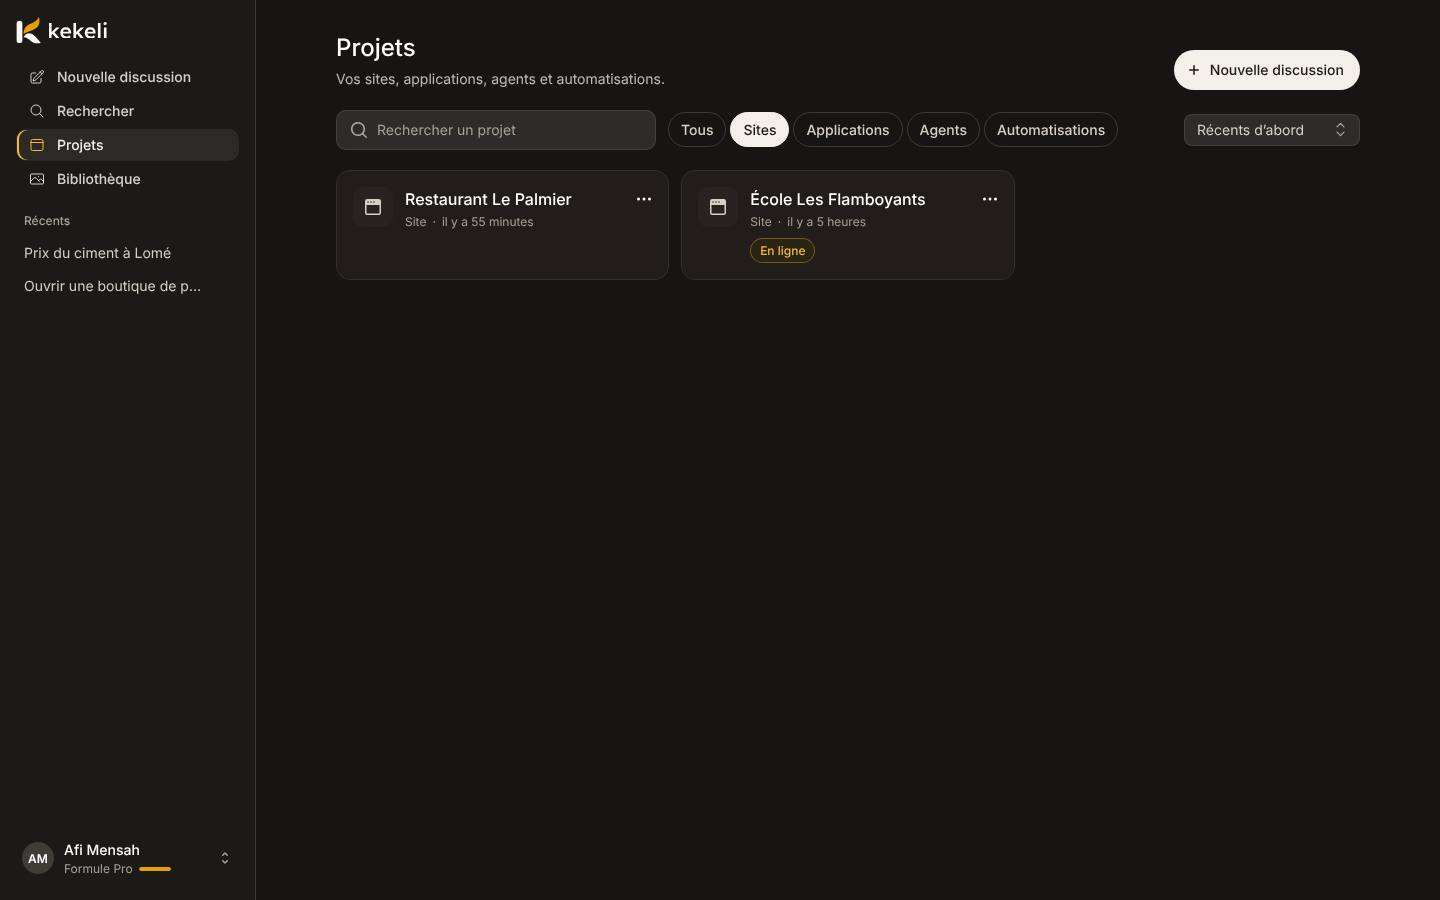 kekeli
Nouvelle discussion
Rechercher
Projets
Bibliothèque
Récents
Prix du ciment à Lomé
Ouvrir une boutique de p...
AM
Afi Mensah
Formule Pro
Projets
Vos sites, applications, agents et automatisations.
Nouvelle discussion
Rechercher un projet
Tous
Sites
Applications
Agents
Automatisations
Récents d’abord
Restaurant Le Palmier
Site · il y a 55 minutes
École Les Flamboyants
Site · il y a 5 heures
En ligne